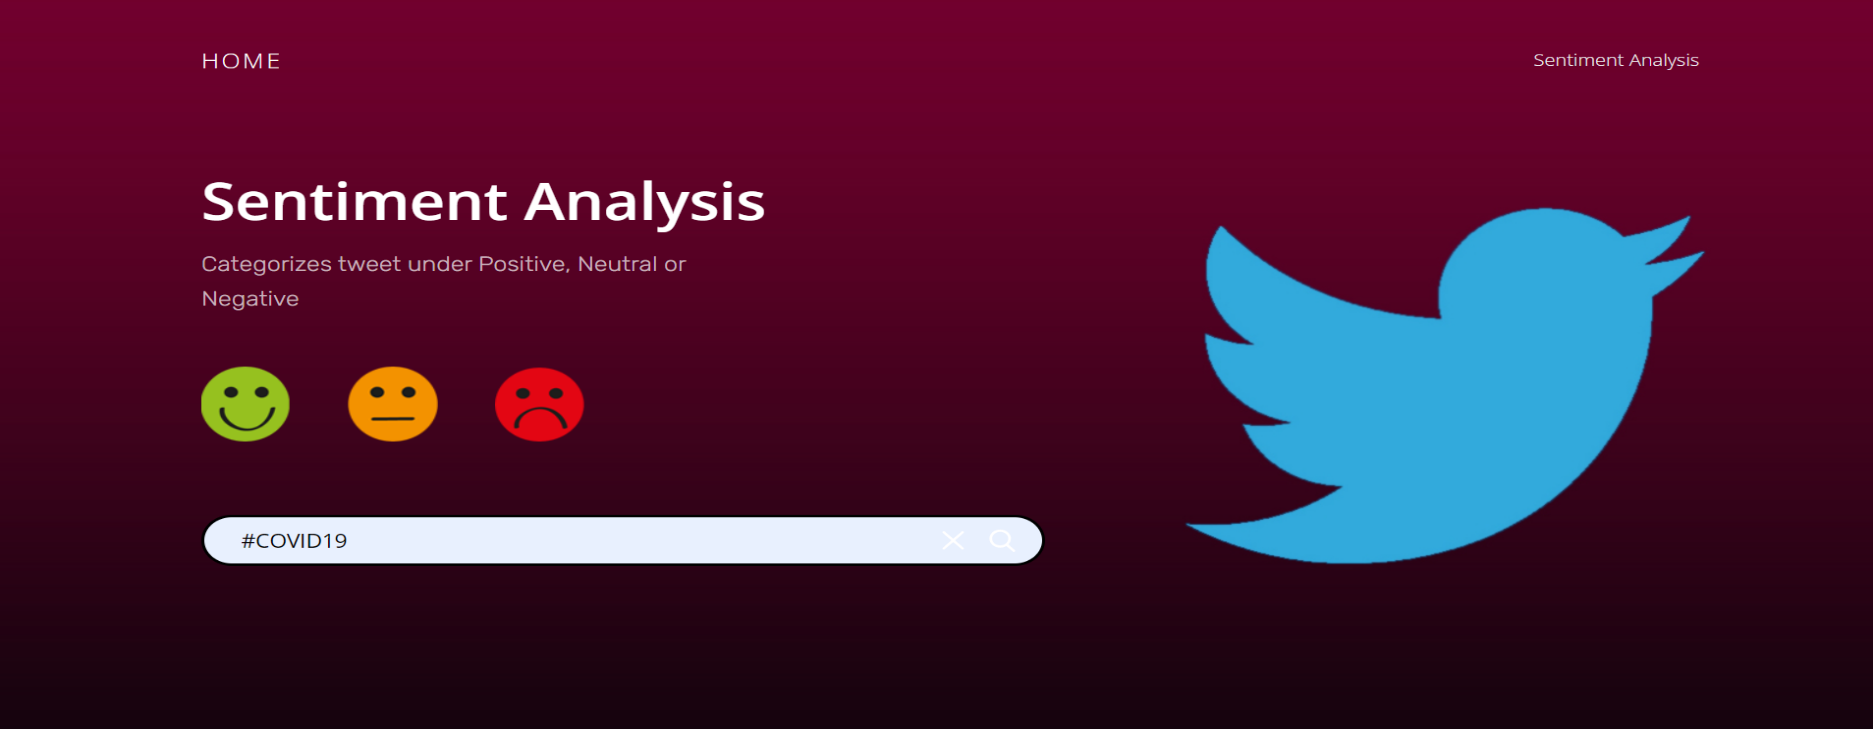 HOME
Sentiment Analysis
Sentiment Analysis
Categorizes tweet under Positive, Neutral or
Negative
#COVID19